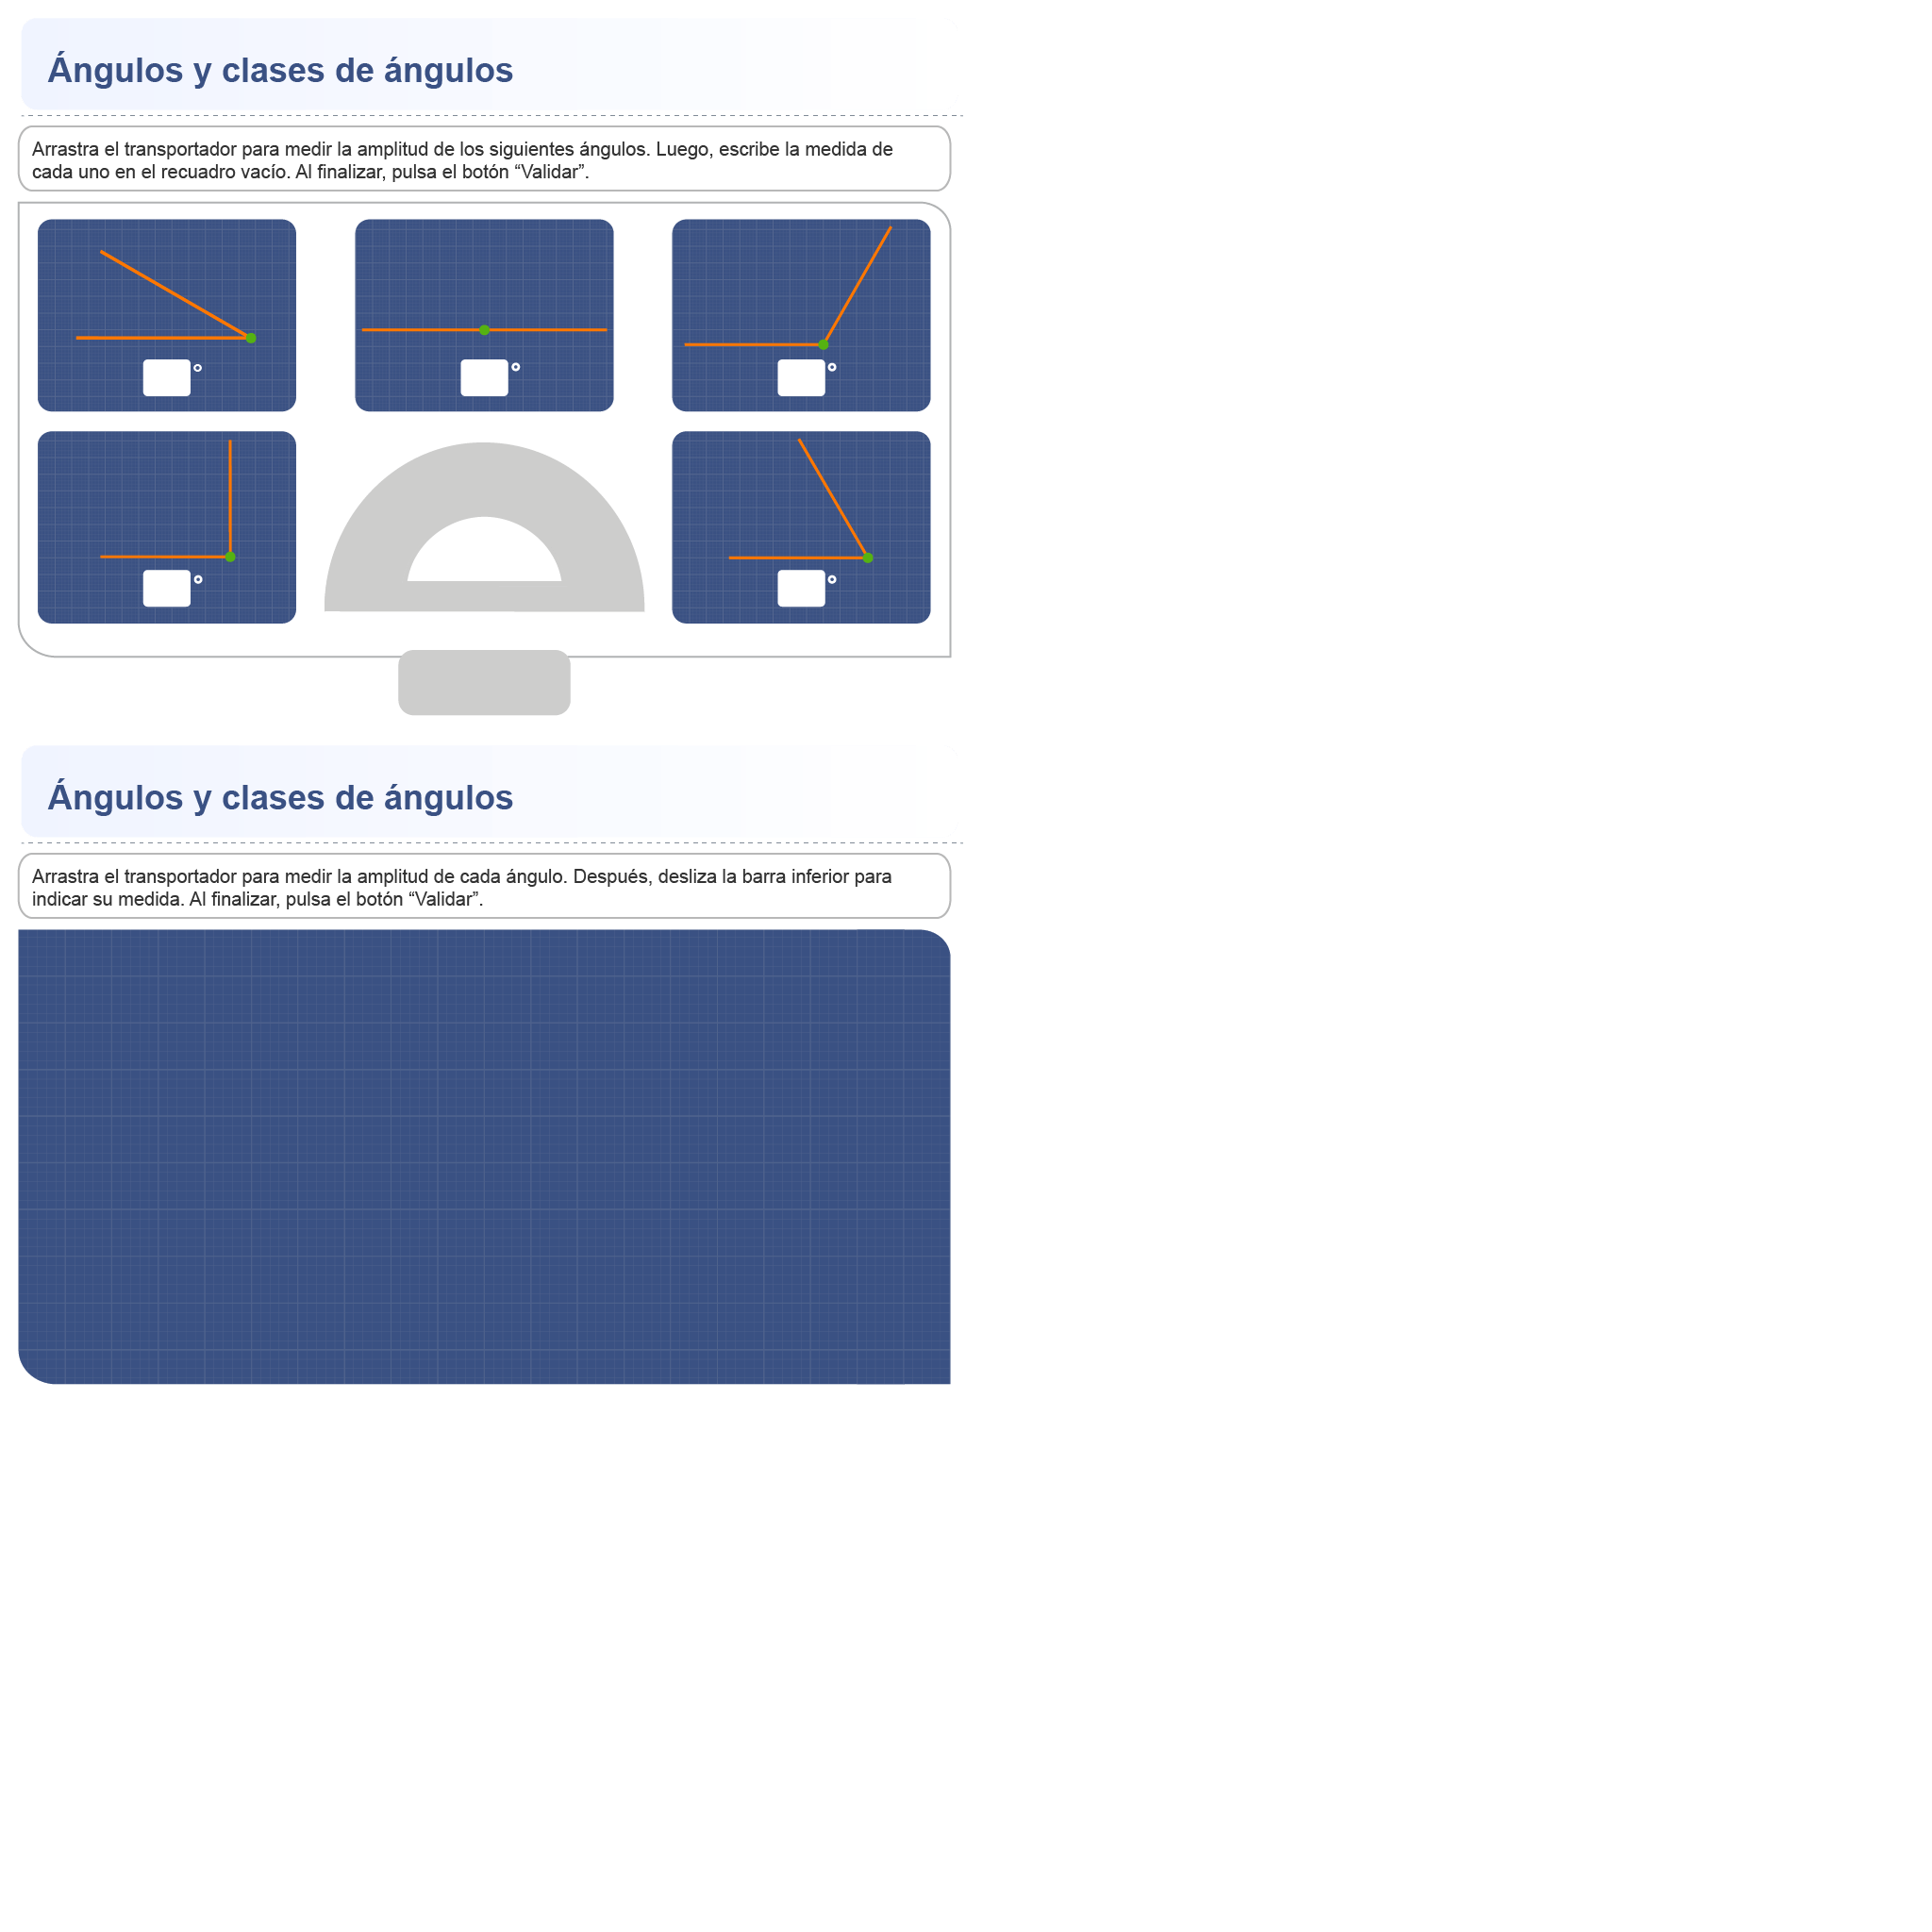 Ángulos y clases de ángulos
Arrastra el transportador para medir la amplitud de los siguientes ángulos. Luego, escribe la medida de
cada uno en el recuadro vacío. Al finalizar, pulsa el botón “Validar”.
Ángulos y clases de ángulos
Arrastra el transportador para medir la amplitud de cada ángulo. Después, desliza la barra inferior para
indicar su medida. Al finalizar, pulsa el botón “Validar”.